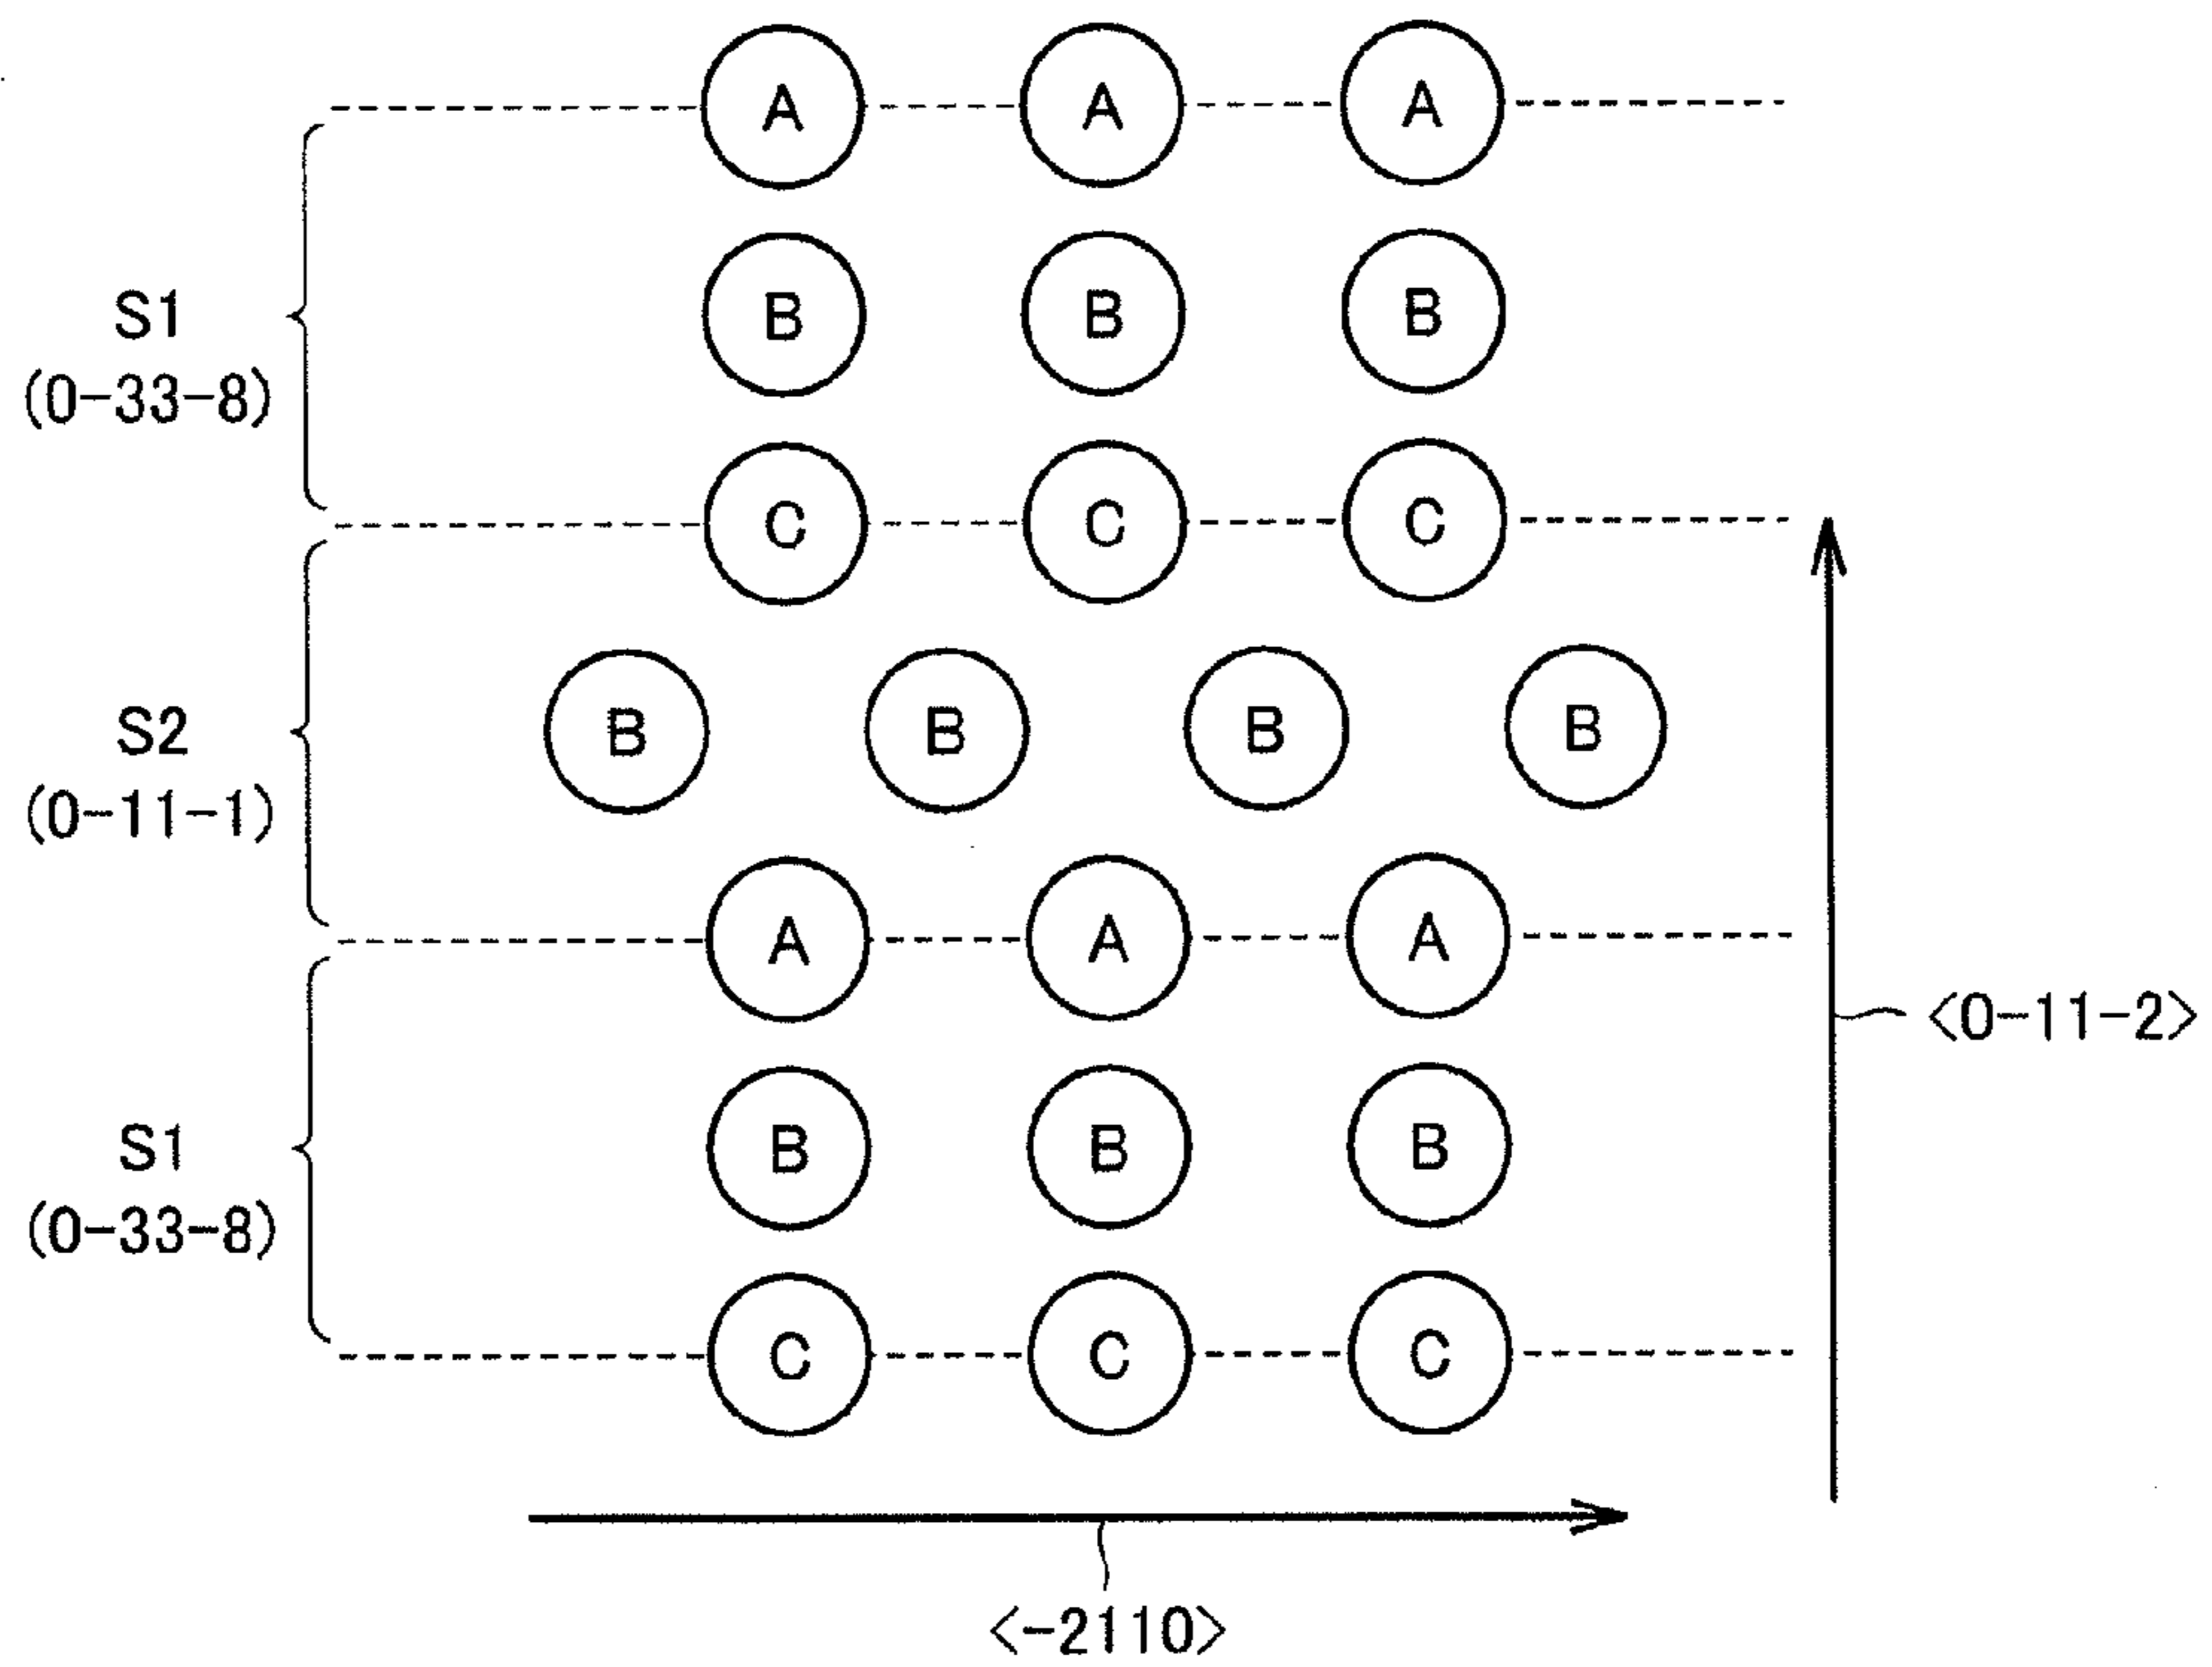 A A A
B B B
S1
(0-33-8)
C C C
B B B B
S2
(0-11-1)
A A A
<0-11-2>
B B B
S1
(0-33-8)
C C C
<-2110>